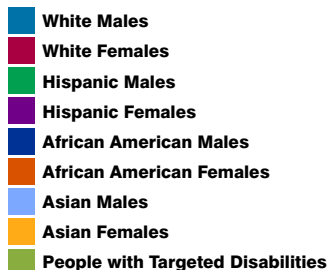 White Males
White Females
Hispanic Males
Hispanic Females
African American Males
African American Females
Asian Males
Asian Females
People with Targeted Disabilities